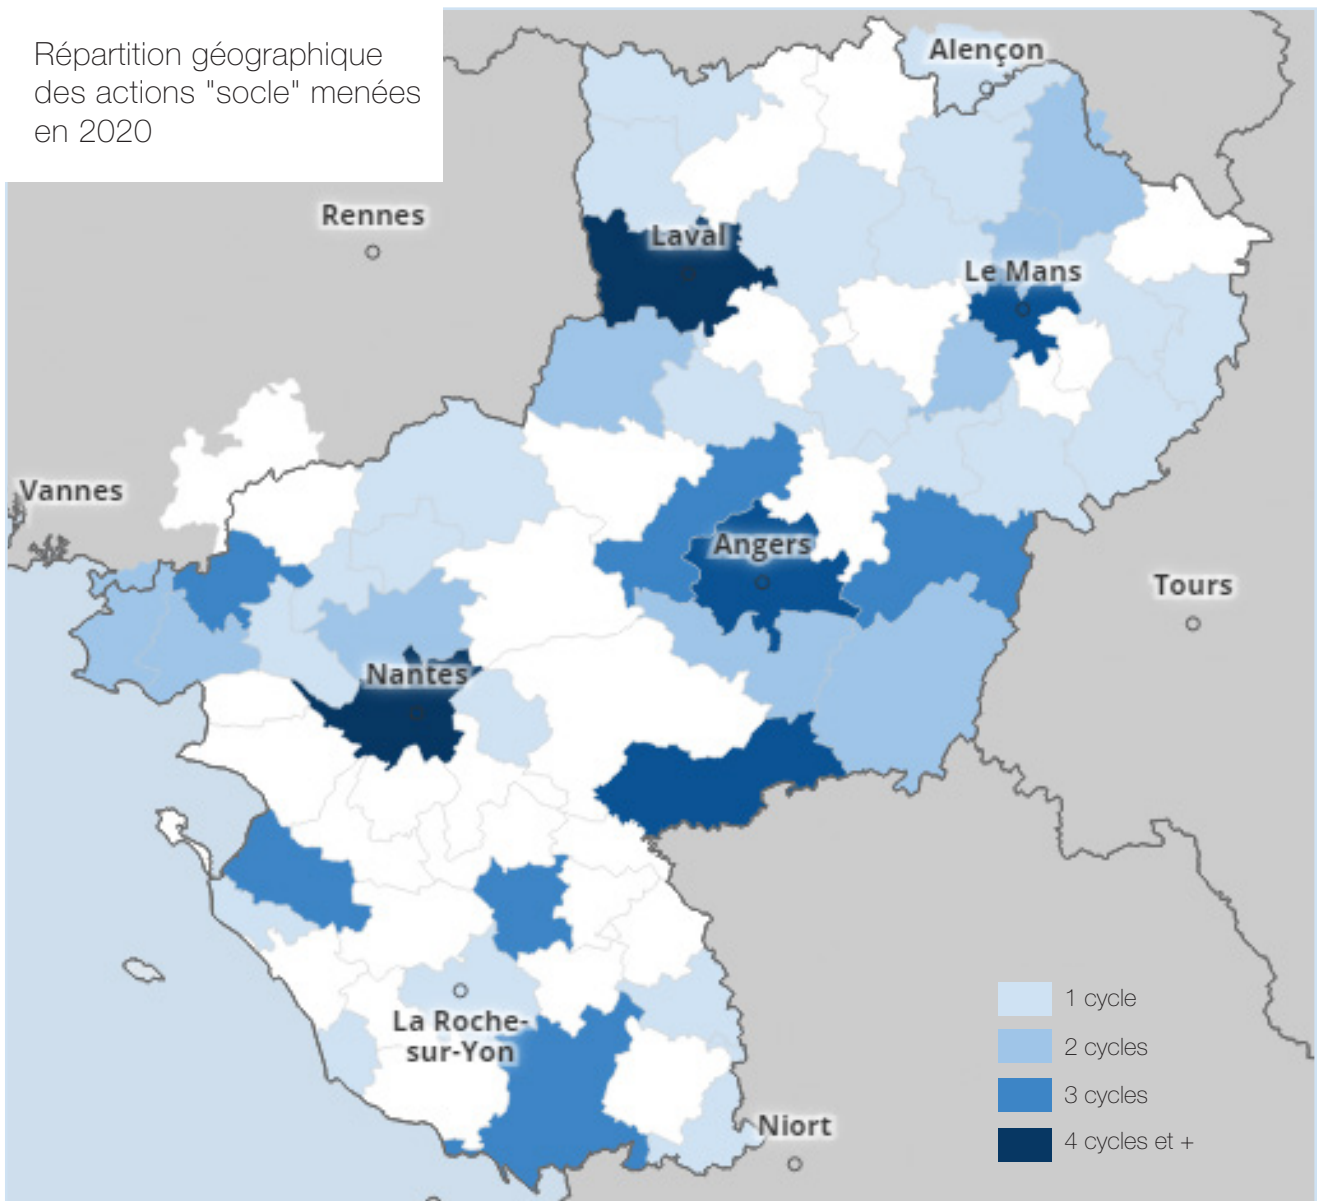 Répartition géographique
des actions "socle" menées
en 2020
Alençon
Rennes
Laval
Le Mans
Vannes
Angers
Tours
Nantes
La Roche-
sur-Yon
Niort
1 cycle
2 cycles
3 cycles
4 cycles et +